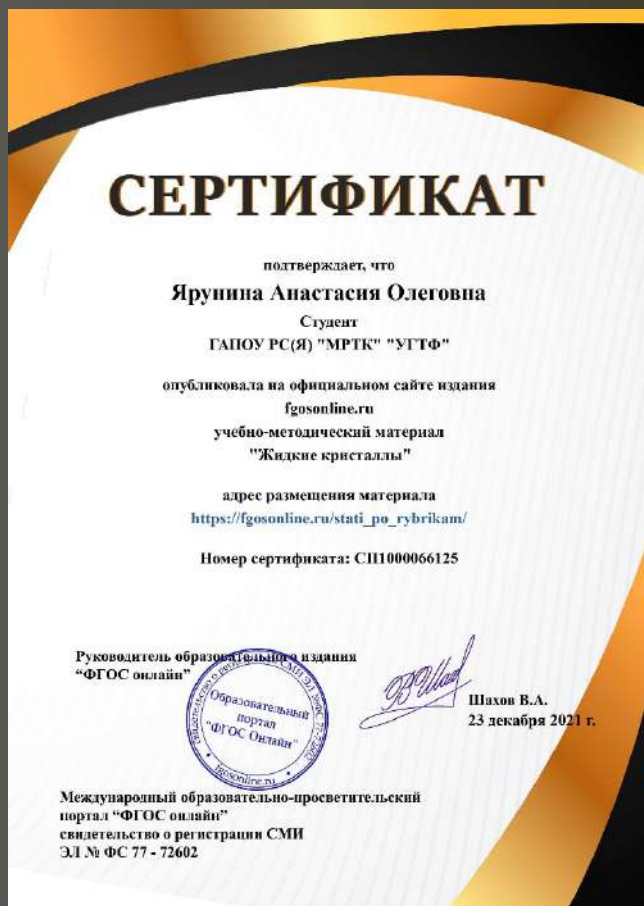 СЕРТИФИКАТ
подтверждает, что
Ярунина Анастасия Олеговна
Студент
ГАПОУ РС(Я) "МРТК" "УГТФ"
опубликовала на официальном сайте издания
fgosonline.ru
учебно-методический материал
"Жидкие кристаллы"
адрес размещения материала
https://fgosonline.ru/stati_po_rybrikam/
Номер сертификата: СП1000066125
Руководитель образовательного издания
“ФГОС онлайн”
Образовательный
портал
"ФГОС Онлайн"
fgosonline.ru
Шахов В.А.
23 декабря 2021 г.
Международный образовательно-просветительский
портал “ФГОС онлайн”
свидетельство о регистрации СМИ
ЭЛ № ФС 77 - 72602